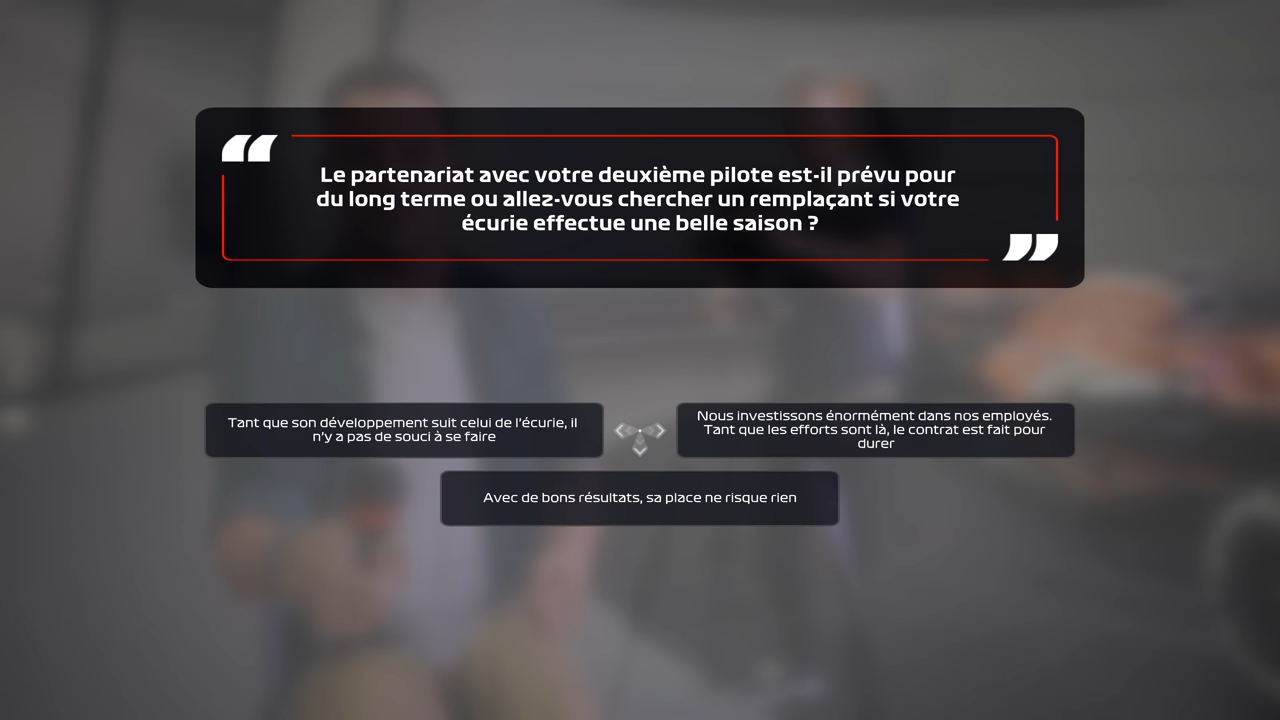 Le partenariat avec votre deuxième pilote est-il prévu pour
du long terme ou allez-vous chercher un remplaçant si votre
écurie effectue une belle saison ?
Tant que son développement suit celui de l'écurie, il
n'y a pas de souci à se faire
Nous investissons énormément dans nos employés.
Tant que les efforts sont là, le contrat est fait pour
durer
Avec de bons résultats, sa place ne risque rien